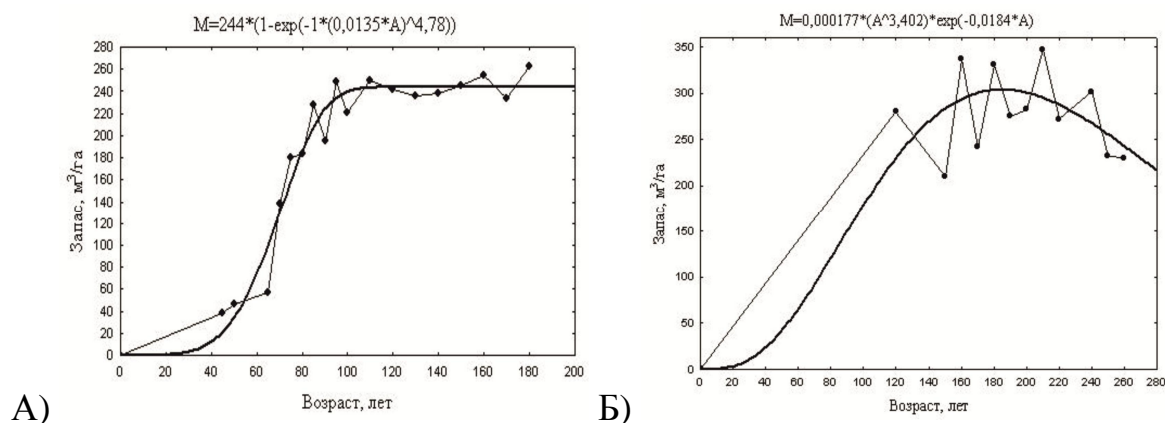 M=244*(1-exp(-1*(0,0135*A)^4,78))
280
260
240
220
200
180
160
140
120
100
80
60
40
20
0
Запас, м³/га
0 20 40 60 80 100 120 140 160 180 200
Возраст, лет
А)
M=0,000177*(A^3,402)*exp(-0,0184*A)
350
300
250
200
150
100
50
0
Запас, м³/га
0 20 40 60 80 100 120 140 160 180 200 220 240 260 280
Возраст, лет
Б)